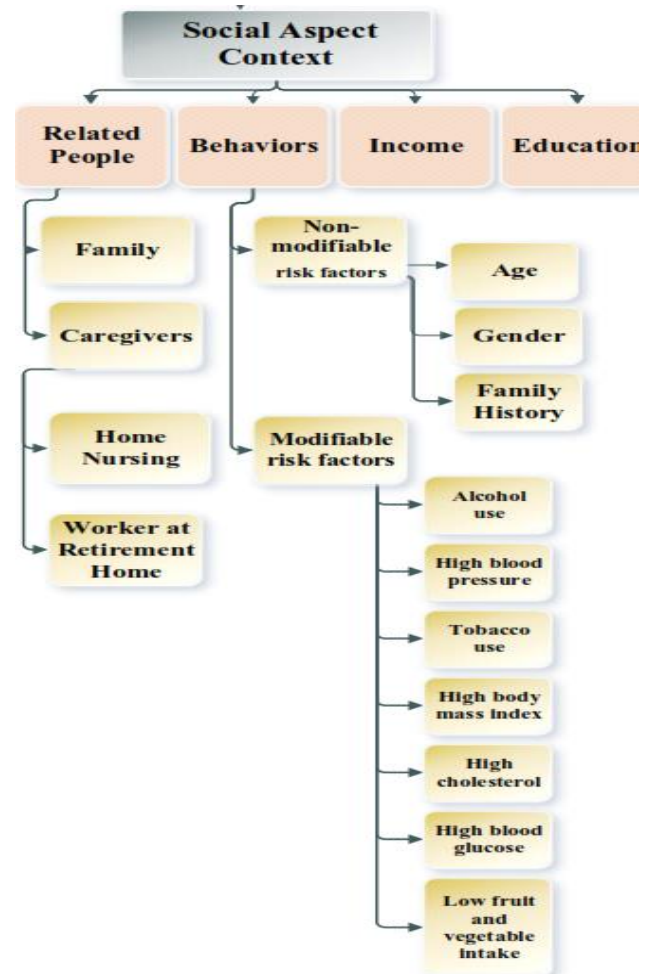 Social Aspect
Context
Related
People
Behaviors
Income
Education
Family
Caregivers
Home
Nursing
Worker at
Retirement
Home
Non-
modifiable
risk factors
Age
Gender
Family
History
Modifiable
risk factors
Alcohol
use
High blood
pressure
Tobacco
use
High body
mass index
High
cholesterol
High blood
glucose
Low fruit
and
vegetable
intake